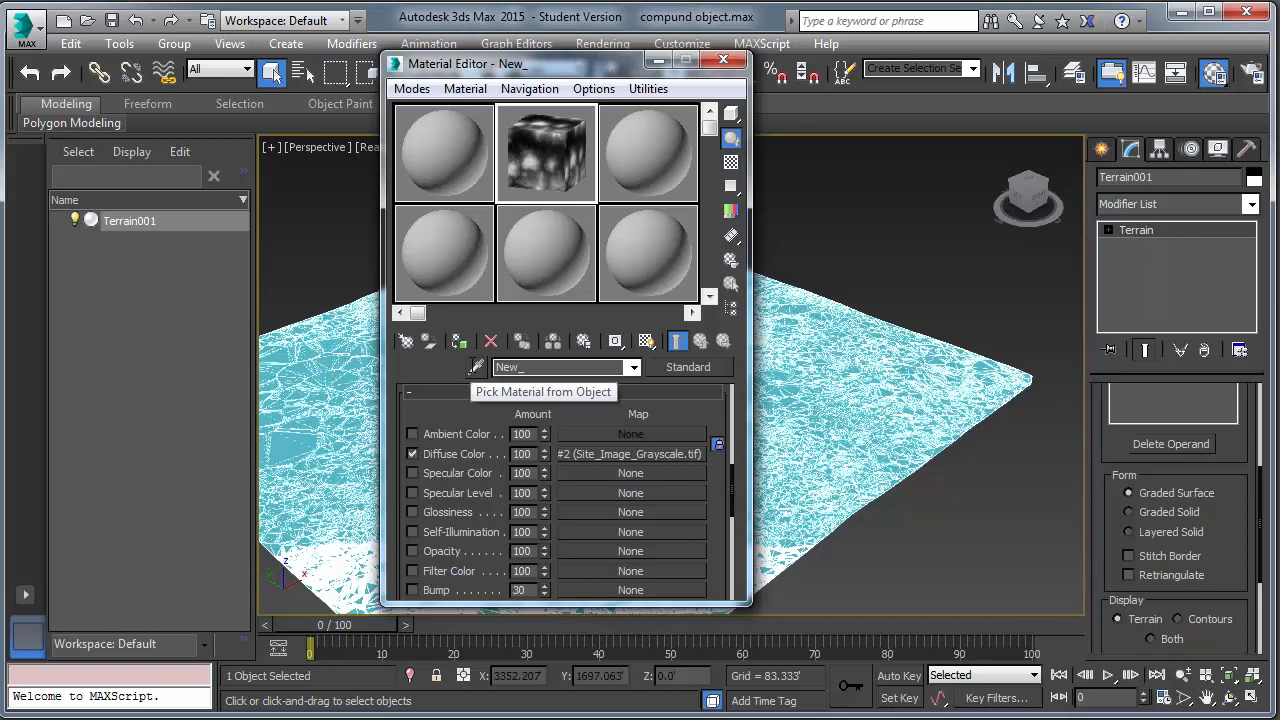 MAX
Workspace: Default
Autodesk 3ds Max 2015 - Student Version compund object.max
Type a keyword or phrase
Edit Tools Group Views Create Modifiers Animation Graph Editors Rendering Customize MAXScript Help
All
Create Selection Se
Modeling Freeform Selection Object Paint
Polygon Modeling
Select Display Edit
Name
Terrain001
[+] [Perspective]
Material Editor - New_
Modes Material Navigation Options Utilities
New_
Standard
Pick Material from Object
Amount Map
Ambient Color . . 100 None
Diffuse Color . . . 100 #2 (Site_Image_Grayscale.tif)
Specular Color . . 100 None
Specular Level . . 100 None
Glossiness . . . . 100 None
Self-Illumination . 100 None
Opacity . . . . . . 100 None
Filter Color . . . . 100 None
Bump . . . . . . . 30 None
z
x
y
Terrain001
Modifier List
Terrain
Delete Operand
Form
Graded Surface
Graded Solid
Layered Solid
Stitch Border
Retriangulate
Display
Terrain Contours
Both
Workspace: Default
< 0 / 100 >
0 10 20 30 40 50 60 70 80 90 100
Welcome to MAXScript.
1 Object Selected
X: 3352.207' Y: 1697.063' Z: 0.0' Grid = 83.333'
Auto Key Selected
Click or click-and-drag to select objects
Add Time Tag
Set Key Key Filters... 0